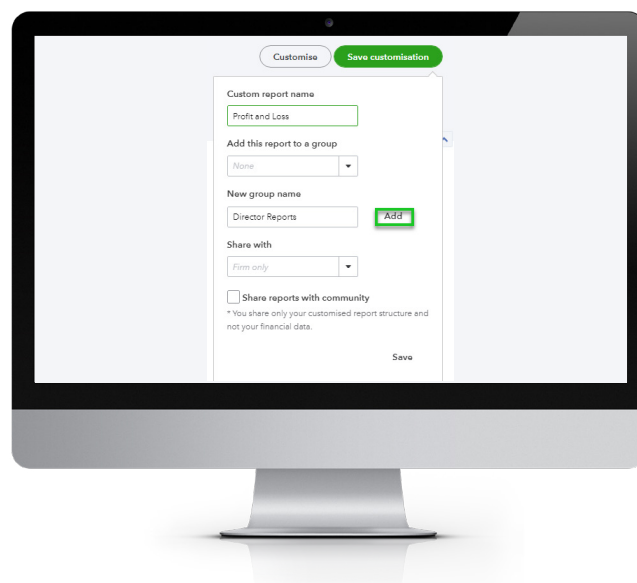 Customise
Save customisation
Custom report name
Profit and Loss
Add this report to a group
None
New group name
Director Reports
Add
Share with
Firm only
Share reports with community
* You share only your customised report structure and
not your financial data.
Save